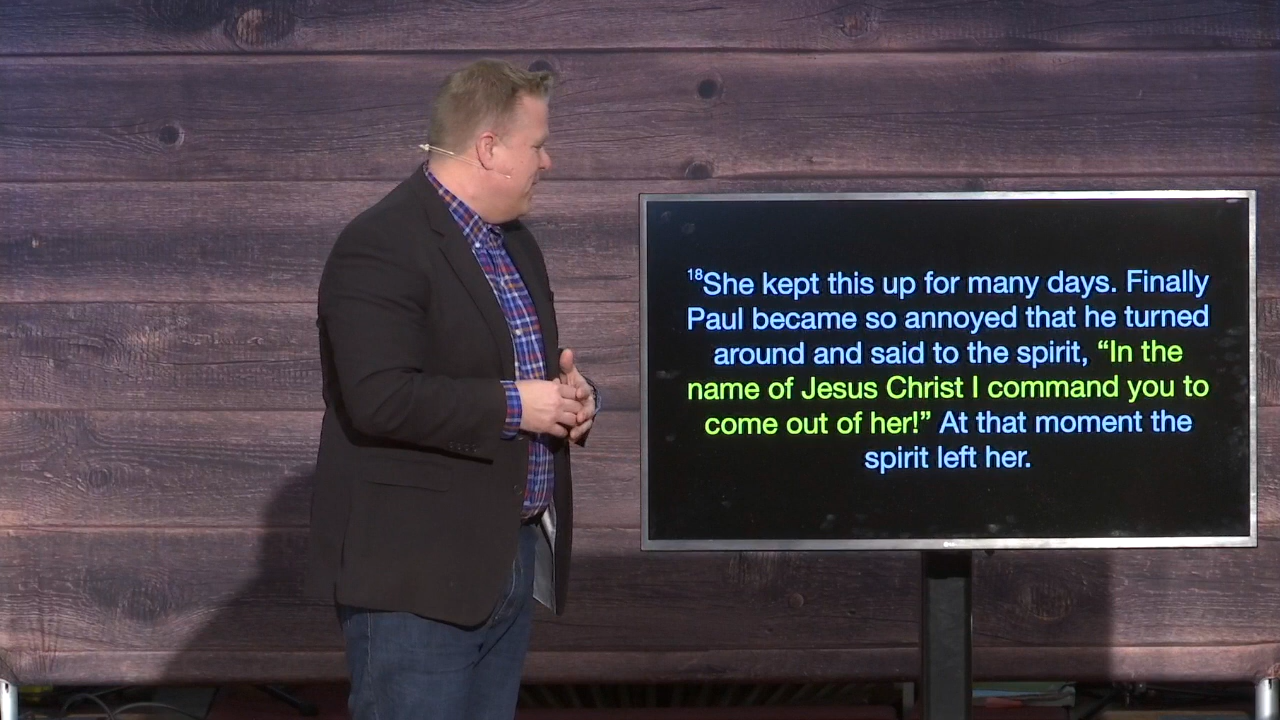 ¹⁸She kept this up for many days. Finally
Paul became so annoyed that he turned
around and said to the spirit, “In the
name of Jesus Christ I command you to
come out of her!” At that moment the
spirit left her.